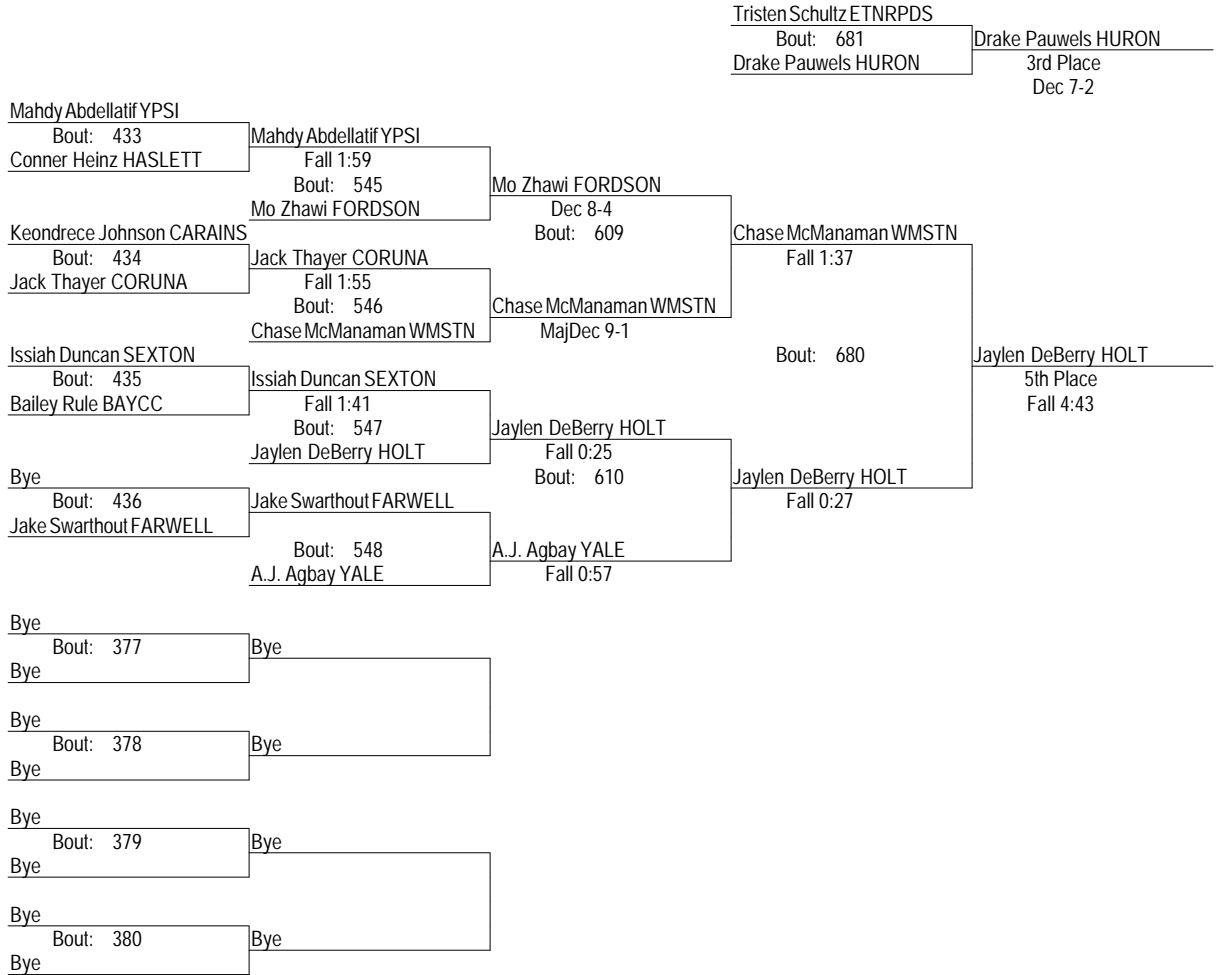 Tristen Schultz ETNRPDS
Bout: 681
Drake Pauwels HURON
Drake Pauwels HURON
3rd Place
Dec 7-2
Mahdy Abdellatif YPSI
Bout: 433
Conner Heinz HASLETT
Mahdy Abdellatif YPSI
Fall 1:59
Bout: 545
Mo Zhawi FORDSON
Mo Zhawi FORDSON
Dec 8-4
Bout: 609
Keondrece Johnson CARAINS
Bout: 434
Jack Thayer CORUNA
Jack Thayer CORUNA
Fall 1:55
Bout: 546
Chase McManaman WMSTN
Chase McManaman WMSTN
MajDec 9-1
Chase McManaman WMSTN
Fall 1:37
Bout: 680
Issiah Duncan SEXTON
Bout: 435
Bailey Rule BAYCC
Issiah Duncan SEXTON
Fall 1:41
Bout: 547
Jaylen DeBerry HOLT
Jaylen DeBerry HOLT
Fall 0:25
Bout: 610
Bye
Bout: 436
Jake Swarthout FARWELL
Jake Swarthout FARWELL
Bout: 548
A.J. Agbay YALE
A.J. Agbay YALE
Fall 0:57
Jaylen DeBerry HOLT
Fall 0:27
Jaylen DeBerry HOLT
5th Place
Fall 4:43
Bye
Bout: 377
Bye
Bye
Bye
Bout: 378
Bye
Bye
Bye
Bout: 379
Bye
Bye
Bye
Bout: 380
Bye
Bye